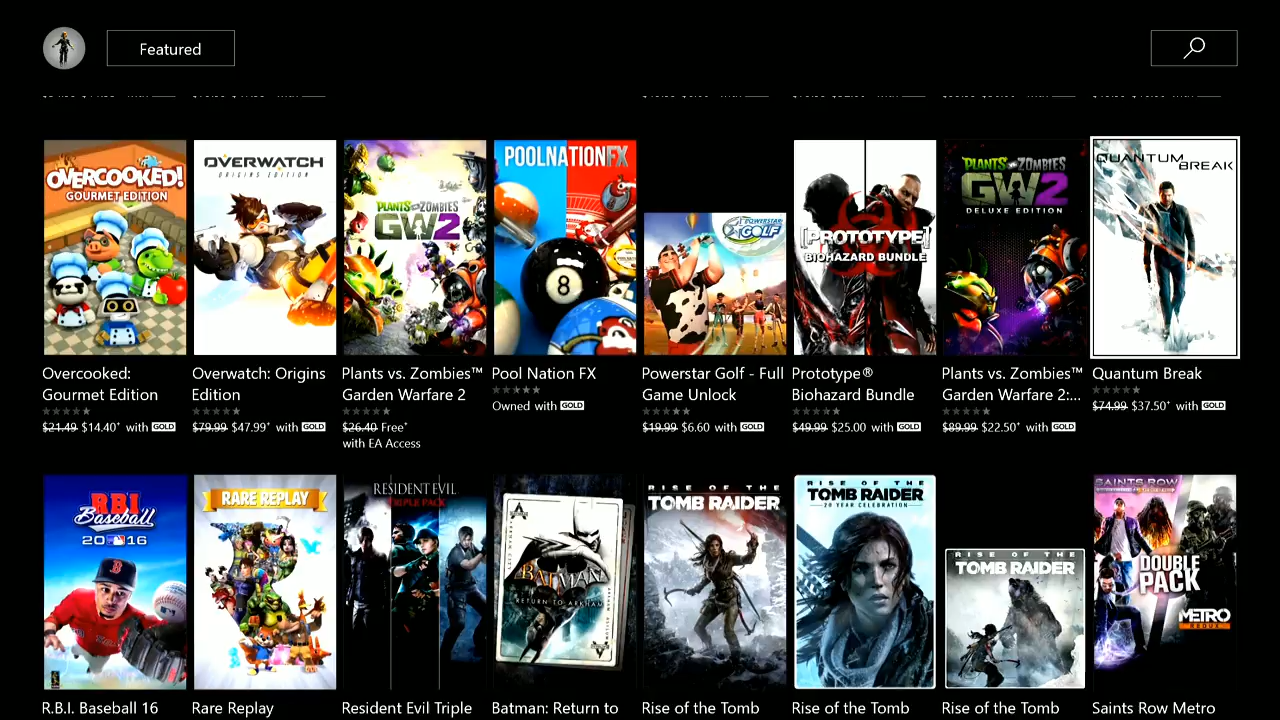 Featured
OVERCOOKED!
GOURMET EDITION
OVERWATCH
ORIGINS EDITION
PLANTS VS. ZOMBIES
GW2
POOLNATIONFX
8
POWERSTAR
GOLF
[PROTOTYPE]
BIOHAZARD BUNDLE
PLANTS VS. ZOMBIES
GW2
DELUXE EDITION
QUANTUM
BREAK
Overcooked:
Gourmet Edition
$21.49 $14.40* with GOLD
Overwatch: Origins
Edition
$79.99 $47.99* with GOLD
Plants vs. Zombies™
Garden Warfare 2
$26.40 Free*
with EA Access
Pool Nation FX
Owned with GOLD
Powerstar Golf - Full
Game Unlock
$19.99 $6.60 with GOLD
Prototype®
Biohazard Bundle
$49.99 $25.00 with GOLD
Plants vs. Zombies™
Garden Warfare 2:...
$89.99 $22.50* with GOLD
Quantum Break
$74.99 $37.50* with GOLD
R.B.I.
Baseball
2016
RARE REPLAY
RESIDENT EVIL
TRIPLE PACK
BATMAN
RETURN TO ARKHAM
RISE OF THE
TOMB RAIDER
RISE OF THE
TOMB RAIDER
20 YEAR CELEBRATION
RISE OF THE
TOMB RAIDER
SAINTS ROW
DOUBLE
PACK
METRO
REDUX
R.B.I. Baseball 16
Rare Replay
Resident Evil Triple
Batman: Return to
Rise of the Tomb
Rise of the Tomb
Rise of the Tomb
Saints Row Metro